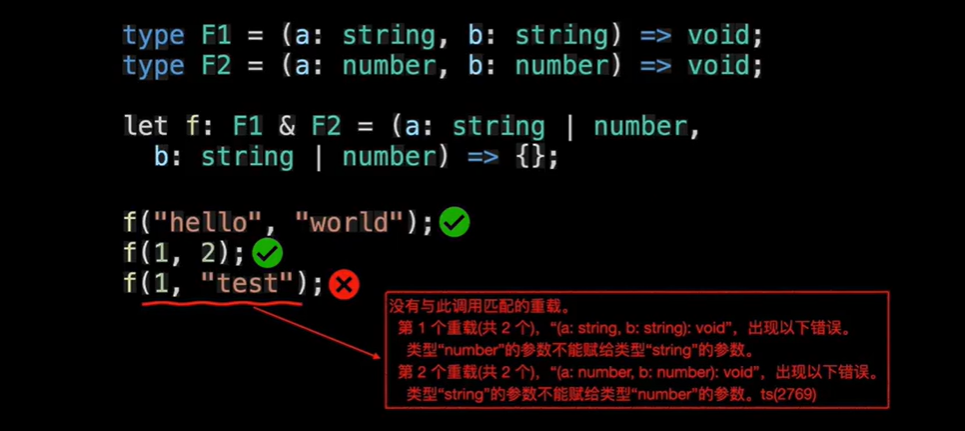 type F1 = (a: string, b: string) => void;
type F2 = (a: number, b: number) => void;
let f: F1 & F2 = (a: string | number,
b: string | number) => {};
f("hello", "world");
f(1, 2);
f(1, "test");
没有与此调用匹配的重载。
第 1 个重载(共 2 个)，“(a: string, b: string): void”，出现以下错误。
类型“number”的参数不能赋给类型“string”的参数。
第 2 个重载(共 2 个)，“(a: number, b: number): void”，出现以下错误。
类型“string”的参数不能赋给类型“number”的参数。ts(2769)